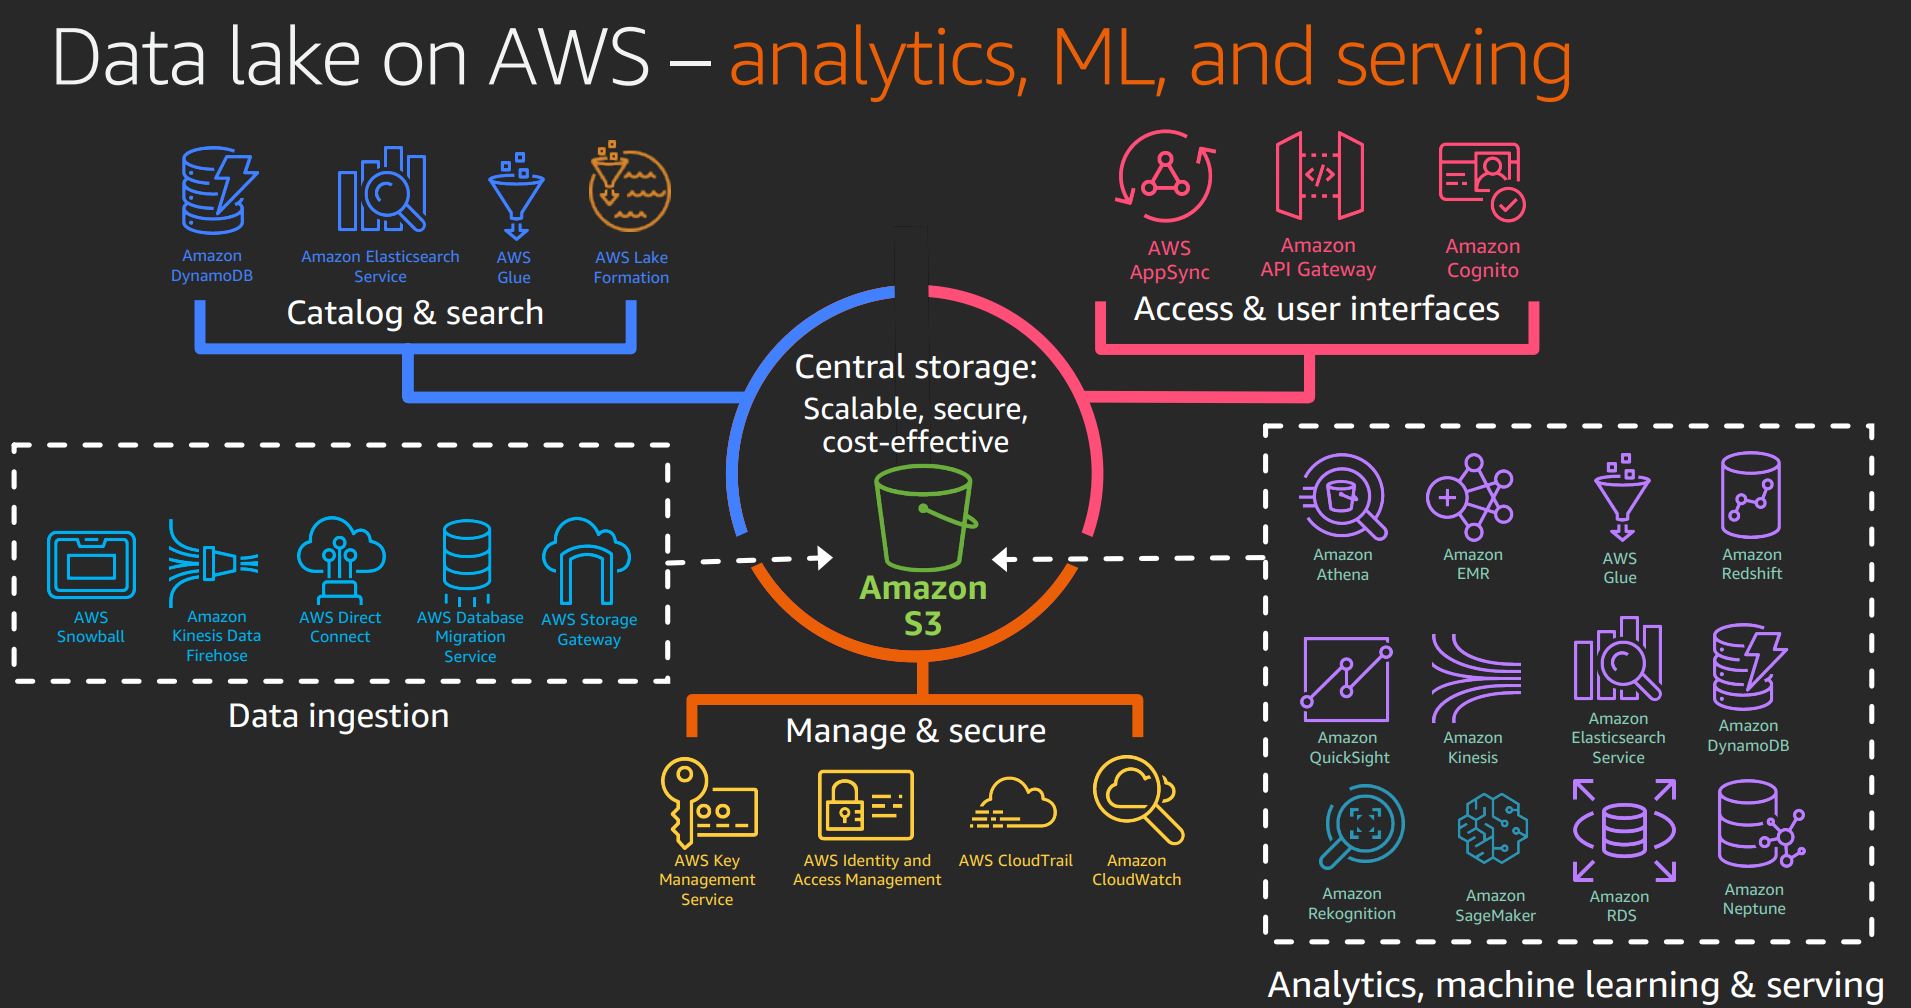 Data lake on AWS – analytics, ML, and serving
Amazon
DynamoDB
Amazon Elasticsearch
Service
AWS
Glue
AWS Lake
Formation
Catalog & search
AWS
AppSync
Amazon
API Gateway
Amazon
Cognito
Access & user interfaces
Central storage:
Scalable, secure,
cost-effective
Amazon
S3
AWS
Snowball
Amazon
Kinesis Data
Firehose
AWS Direct
Connect
AWS Database
Migration
Service
AWS Storage
Gateway
Data ingestion
Manage & secure
AWS Key
Management
Service
AWS Identity and
Access Management
AWS CloudTrail
Amazon
CloudWatch
Amazon
Athena
Amazon
EMR
AWS
Glue
Amazon
Redshift
Amazon
QuickSight
Amazon
Kinesis
Amazon
Elasticsearch
Service
Amazon
DynamoDB
Amazon
Rekognition
Amazon
SageMaker
Amazon
RDS
Amazon
Neptune
Analytics, machine learning & serving